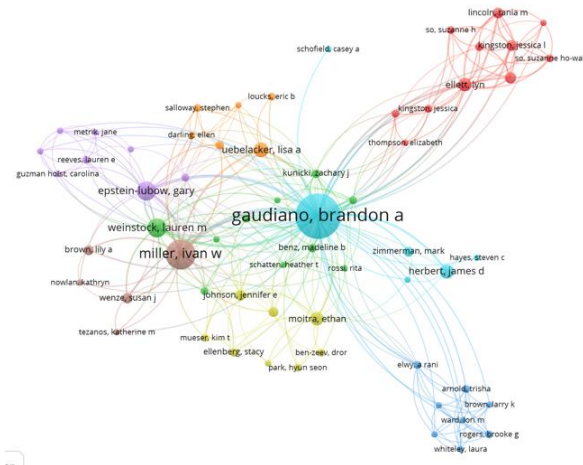 lincoln, tania m
so, suzanne h
kingston, jessica l
schofield, casey a
so, suzanne ho-wa
ellett, lyn
loucks, eric b
salloway, stephen
kingston, jessica
metrik, jane
darling, ellen
thompson, elizabeth
uebelacker, lisa a
reeves, lauren e
guzman holst, carolina
kunicki, zachary j
epstein-lubow, gary
gaudiano, brandon a
weinstock, lauren m
benz, madeline b
brown, lily a
miller, ivan w
zimmerman, mark
hayes, steven c
schatten, heather t
rossi, rita
herbert, james d
nowlan, kathryn
wenze, susan j
johnson, jennifer e
moitra, ethan
tezanos, katherine m
mueser, kim t
ellenberg, stacy
ben-zeev, dror
park, hyun seon
elwy, a rani
arnold, trisha
brown, larry k
ward, lori m
rogers, brooke g
whiteley, laura